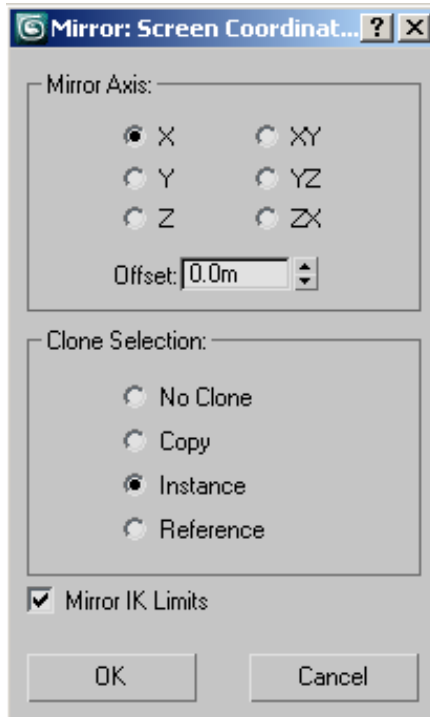 Mirror: Screen Coordinat... ? X
Mirror Axis:
X XY
Y YZ
Z ZX
Offset: 0.0m
Clone Selection:
No Clone
Copy
Instance
Reference
Mirror IK Limits
OK Cancel